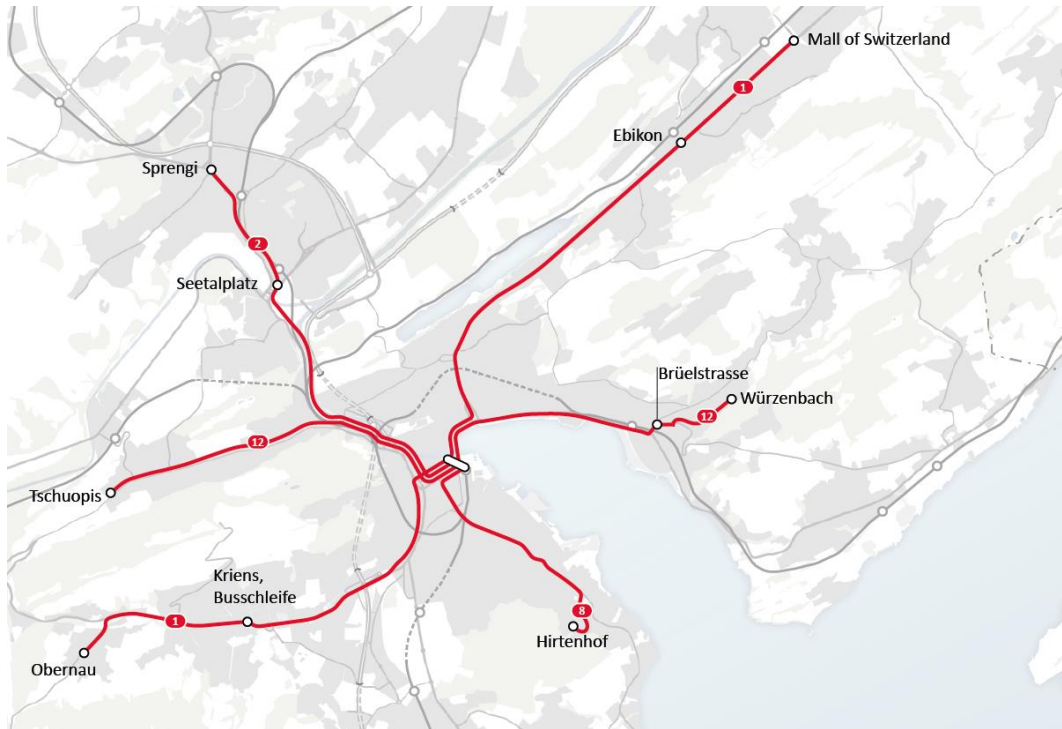 Mall of Switzerland
1
Ebikon
Sprengi
2
Seetalplatz
Brüelstrasse
Würzenbach
12
12
Tschuopis
Kriens,
Busschleife
1
8
Hirtenhof
Obernau